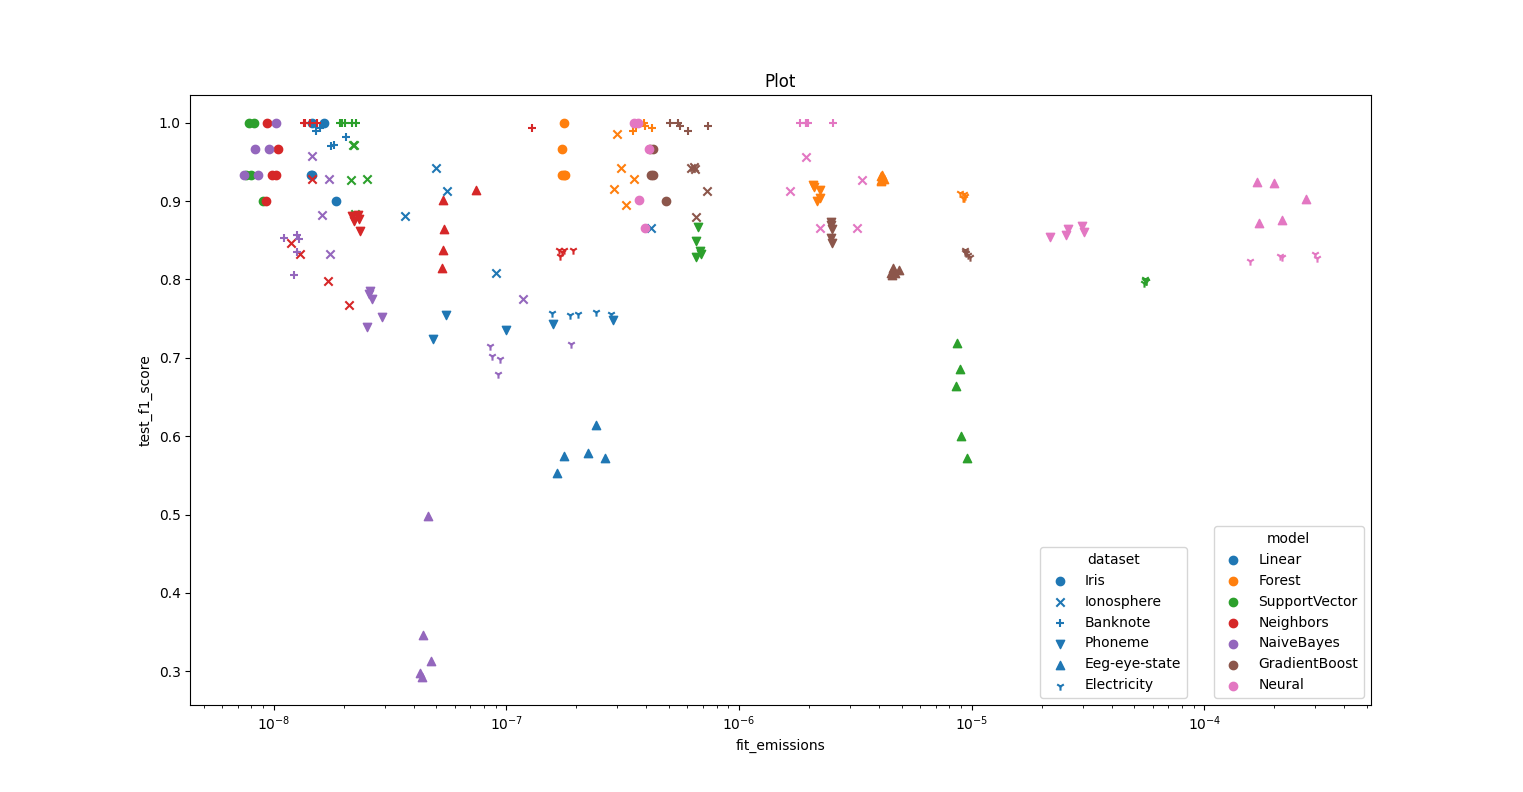 Plot
1.0
0.9
0.8
0.7
0.6
0.5
0.4
0.3
test_f1_score
10⁻⁸ 10⁻⁷ 10⁻⁶ 10⁻⁵ 10⁻⁴
fit_emissions
dataset
Iris
Ionosphere
Banknote
Phoneme
Eeg-eye-state
Electricity
model
Linear
Forest
SupportVector
Neighbors
NaiveBayes
GradientBoost
Neural